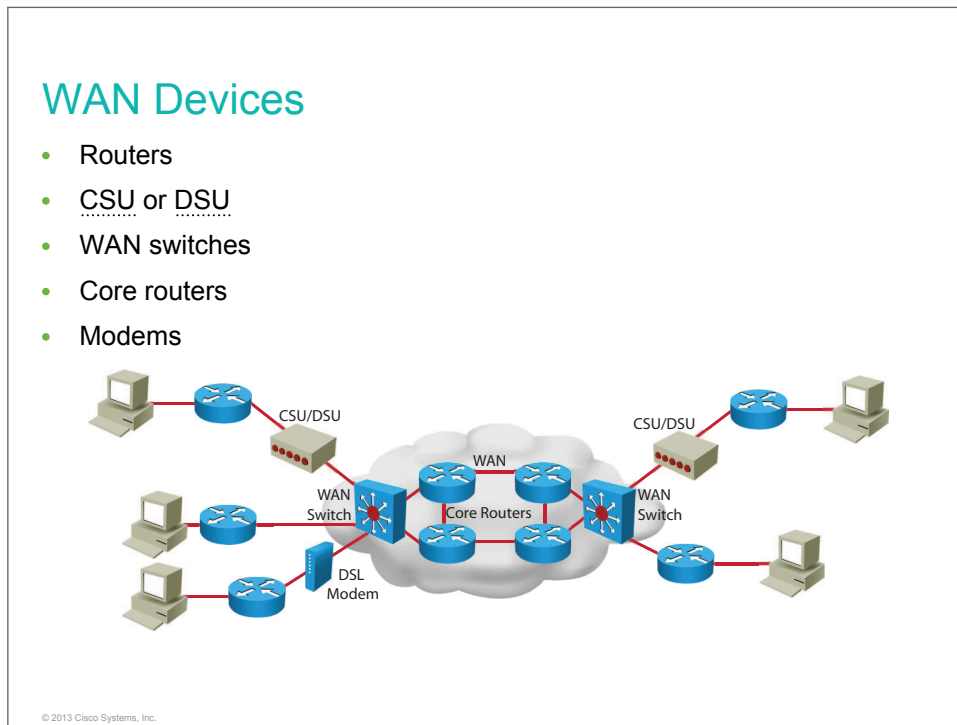 WAN Devices
• Routers
• CSU or DSU
• WAN switches
• Core routers
• Modems
CSU/DSU
CSU/DSU
WAN
WAN
Switch
Core Routers
WAN
Switch
DSL
Modem
© 2013 Cisco Systems, Inc.